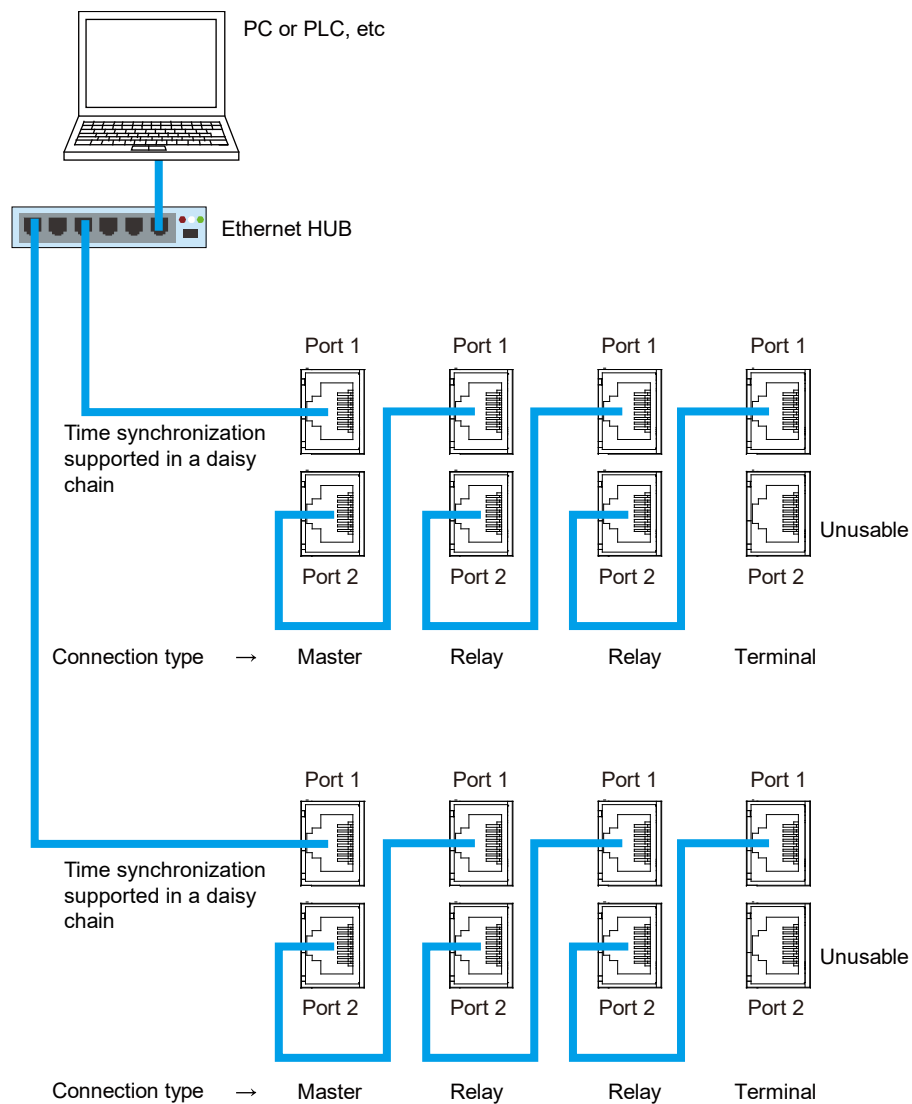 PC or PLC, etc
Ethernet HUB
Port 1 Port 1 Port 1 Port 1
Time synchronization
supported in a daisy
chain
Unusable
Port 2 Port 2 Port 2 Port 2
Connection type → Master Relay Relay Terminal
Port 1 Port 1 Port 1 Port 1
Time synchronization
supported in a daisy
chain
Unusable
Port 2 Port 2 Port 2 Port 2
Connection type → Master Relay Relay Terminal